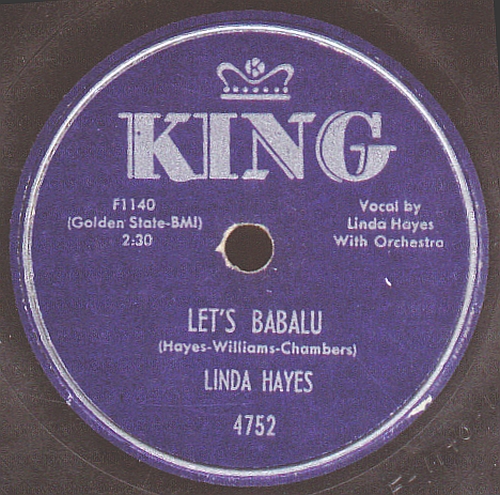 K
KING
F1140
(Golden State-BMI)
2:30
Vocal by
Linda Hayes
With Orchestra
LET'S BABALU
(Hayes-Williams-Chambers)
LINDA HAYES
4752